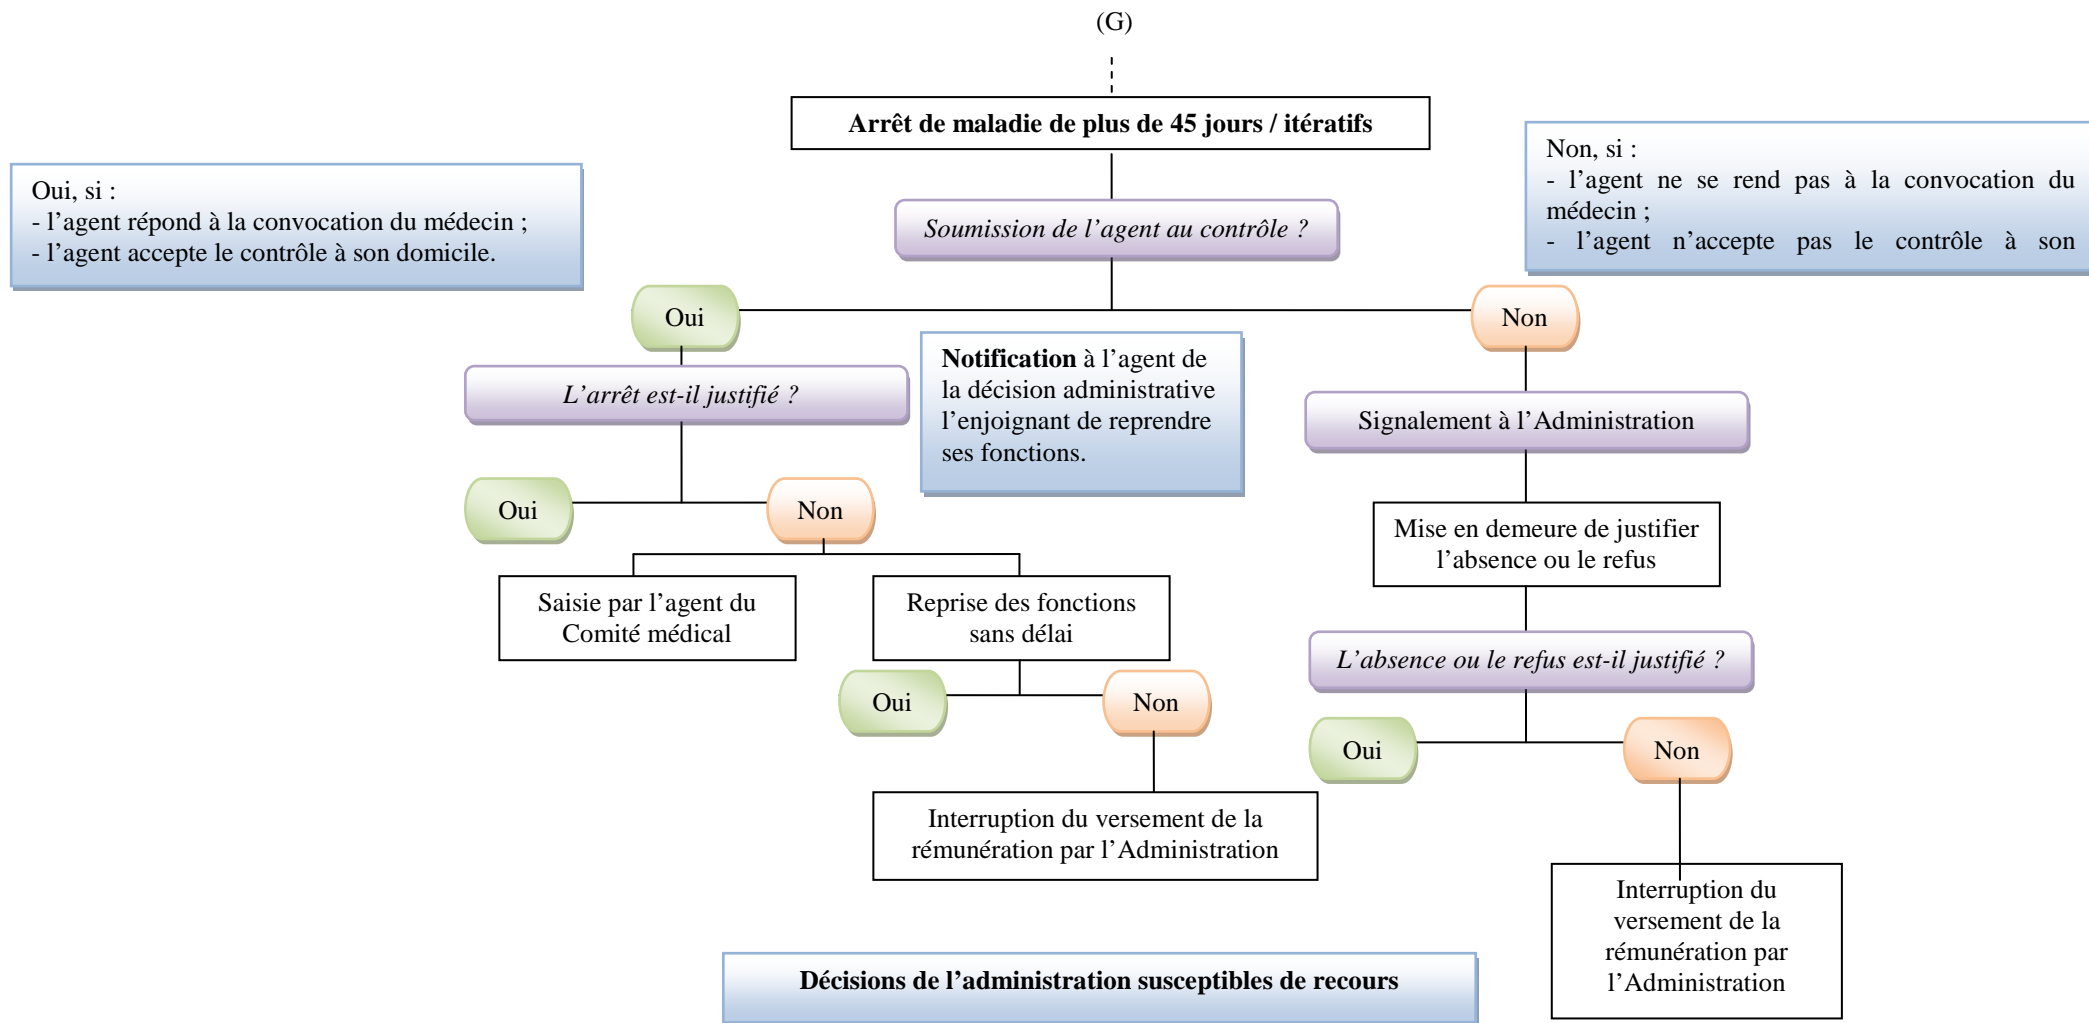 (G)
Arrêt de maladie de plus de 45 jours / itératifs
Oui, si :
- l’agent répond à la convocation du médecin ;
- l’agent accepte le contrôle à son domicile.
Non, si :
- l’agent ne se rend pas à la convocation du
médecin ;
- l’agent n’accepte pas le contrôle à son
Soumission de l’agent au contrôle ?
Oui
Non
L’arrêt est-il justifié ?
Notification à l’agent de
la décision administrative
l’enjoignant de reprendre
ses fonctions.
Signalement à l’Administration
Oui
Non
Mise en demeure de justifier
l’absence ou le refus
Saisie par l’agent du
Comité médical
Reprise des fonctions
sans délai
L’absence ou le refus est-il justifié ?
Oui
Non
Oui
Non
Interruption du versement de la
rémunération par l’Administration
Interruption du
versement de la
rémunération par
l’Administration
Décisions de l’administration susceptibles de recours